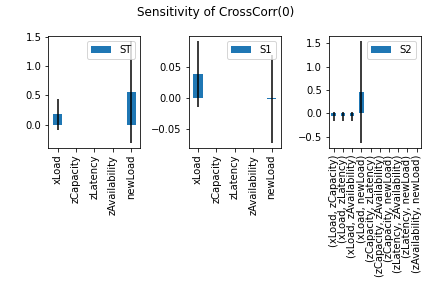 Sensitivity of CrossCorr(0)
ST
1.5
1.0
0.5
0.0
xLoad
zCapacity
zLatency
zAvailability
newLoad
S1
0.05
0.00
−0.05
xLoad
zCapacity
zLatency
zAvailability
newLoad
S2
1.5
1.0
0.5
0.0
−0.5
(xLoad, zCapacity)
(xLoad, zLatency)
(xLoad, zAvailability)
(xLoad, newLoad)
(zCapacity, zLatency)
(zCapacity, zAvailability)
(zCapacity, newLoad)
(zLatency, zAvailability)
(zLatency, newLoad)
(zAvailability, newLoad)